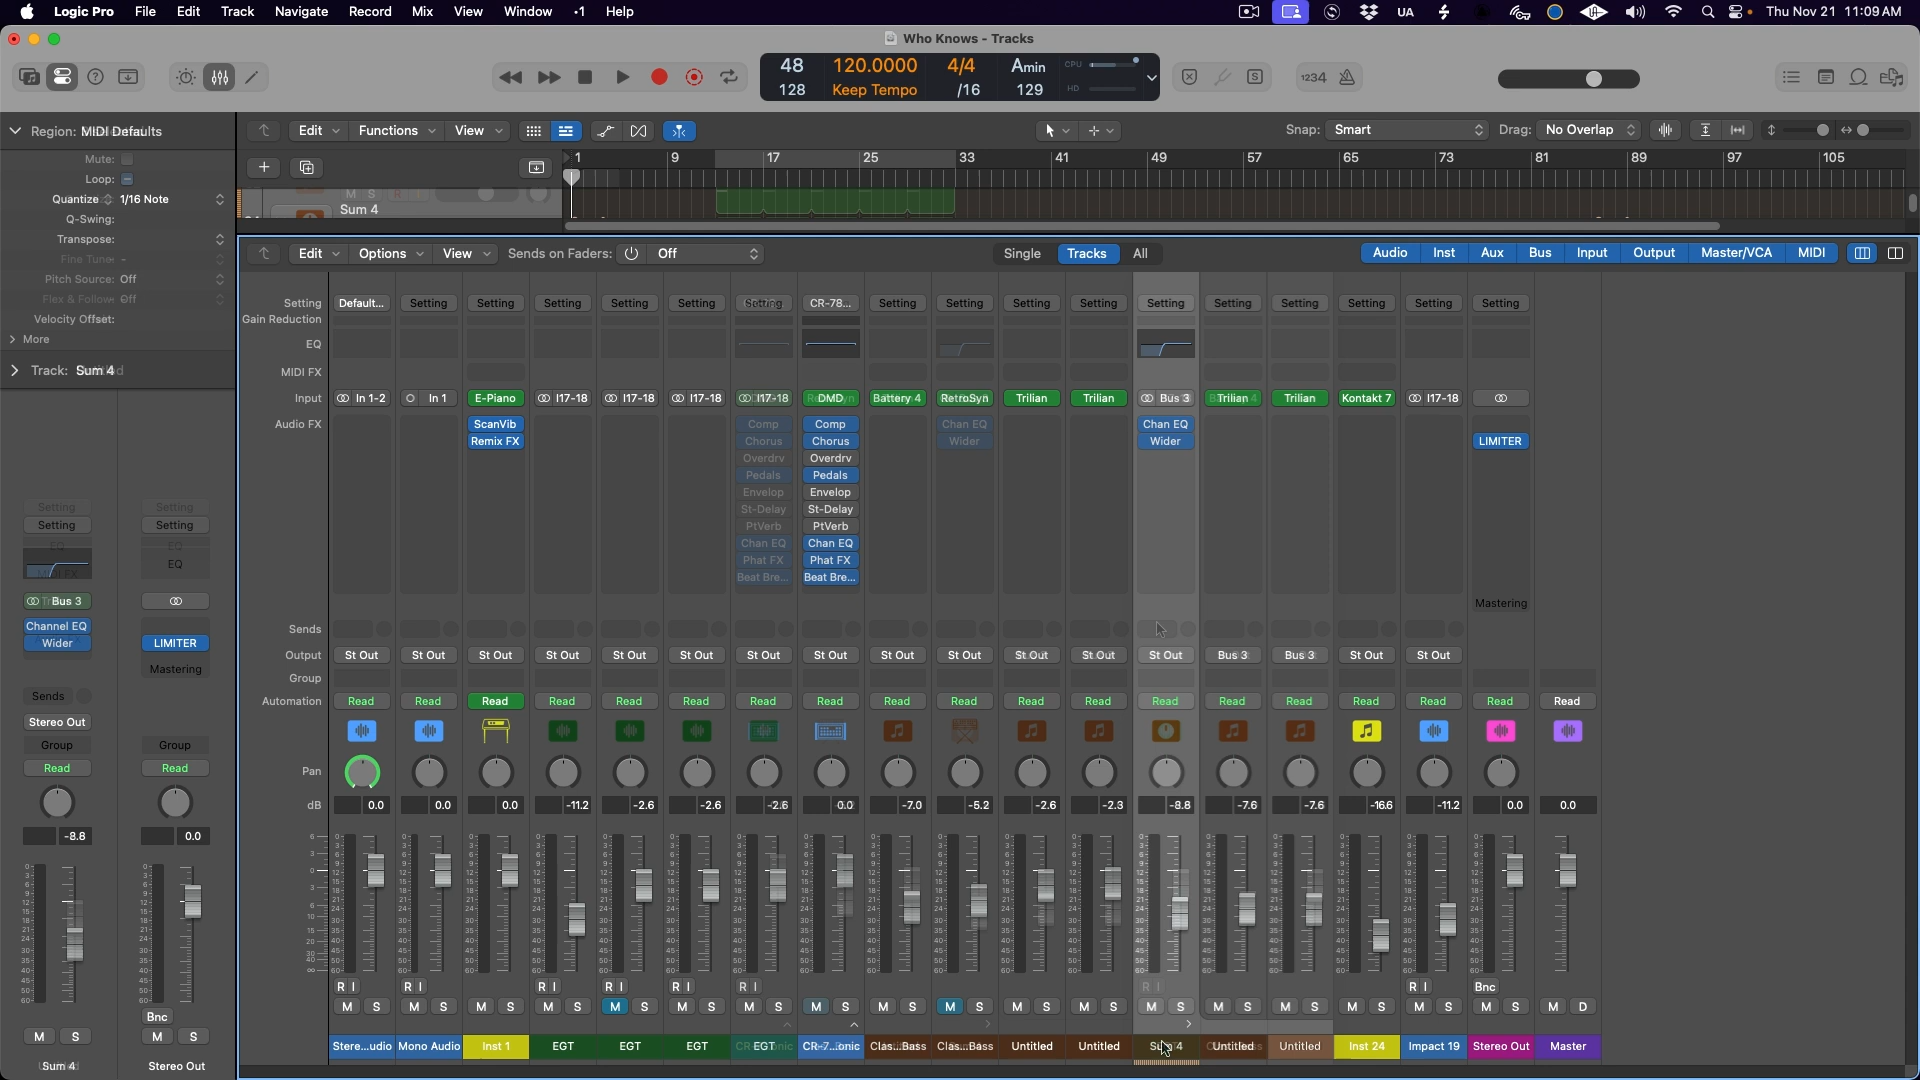 Logic Pro File Edit Track Navigate Record Mix View Window 1 Help
UA Thu Nov 21 11:09 AM
Who Knows - Tracks
48 120.0000 4/4 Amin CPU
128 Keep Tempo /16 129 HD
1234
Region: MIDI Defaults
Edit Functions View
Snap: Smart Drag: No Overlap
Mute:
Loop:
Quantize 1/16 Note
Q-Swing:
Transpose:
Fine Tune:
Pitch Source: Off
Flex & Follow: Off
Velocity Offset:
More
Track: Sum 4
1 9 17 25 33 41 49 57 65 73 81 89 97 105
M S R I
Sum 4
Edit Options View Sends on Faders: Off
Single Tracks All
Audio Inst Aux Bus Input Output Master/VCA MIDI
Setting Default... Setting Setting Setting Setting Setting Setting CR-78... Setting Setting Setting Setting Setting Setting Setting Setting Setting Setting
Gain Reduction
EQ
MIDI FX
Input In 1-2 In 1 E-Piano I17-18 I17-18 I17-18 I17-18 DMD Battery 4 RetroSyn Trilian Trilian Bus 3 Trilian Trilian Kontakt 7 I17-18
Audio FX ScanVib Comp Comp Chan EQ Chan EQ
Remix FX Chorus Chorus Wider Wider LIMITER
Overdrv Overdrv
Pedals Pedals
Envelop Envelop
St-Delay St-Delay
PtVerb PtVerb
Chan EQ Chan EQ
Phat FX Phat FX
Beat Bre... Beat Bre...
Mastering
Sends
Output St Out St Out St Out St Out St Out St Out St Out St Out St Out St Out St Out St Out St Out Bus 3 Bus 3 St Out St Out
Group
Automation Read Read Read Read Read Read Read Read Read Read Read Read Read Read Read Read Read Read Read
Pan
dB 0.0 0.0 0.0 -11.2 -2.6 -2.6 -2.6 0.0 -7.0 -5.2 -2.6 -2.3 -8.8 -7.6 -7.6 -16.6 -11.2 0.0 0.0
R I R I R I R I R I R I R I R I Bnc
M S M S M S M S M S M S M S M S M S M S M S M S M S M S M S M S M S M S M D
Stere...udio Mono Audio Inst 1 EGT EGT EGT EGT CR-7...onic Clas...Bass Clas...Bass Untitled Untitled Sum 4 Untitled Untitled Inst 24 Impact 19 Stereo Out Master
Setting Setting
Setting Setting
EQ EQ
EQ
Bus 3
Channel EQ
Wider LIMITER
Mastering
Sends
Stereo Out
Group Group
Read Read
-8.8 0.0
Bnc
M S M S
Sum 4 Stereo Out